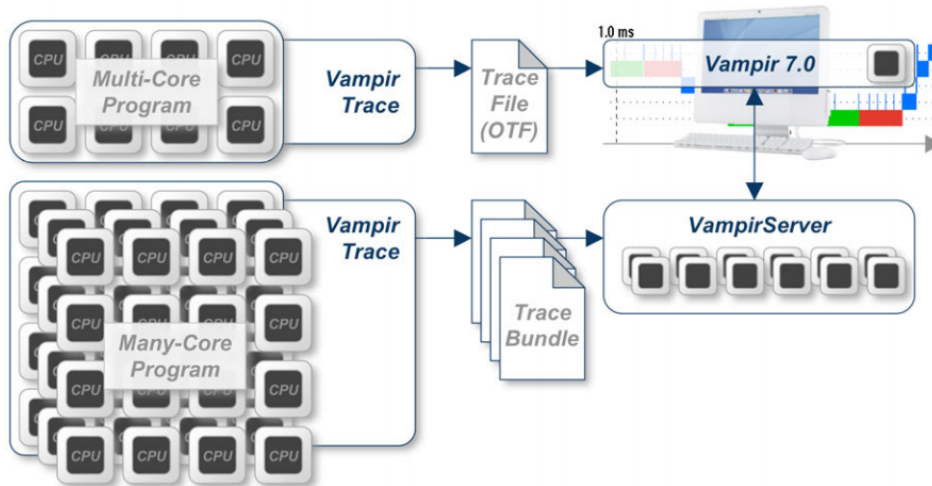 CPU CPU CPU CPU
Multi-Core
Program
CPU CPU CPU CPU
Vampir
Trace
Trace
File
(OTF)
1.0 ms
Vampir 7.0
Vampir
Trace
CPU CPU CPU CPU
CPU CPU CPU CPU
Many-Core
Program
CPU CPU CPU CPU
CPU CPU CPU CPU
Trace
Bundle
VampirServer